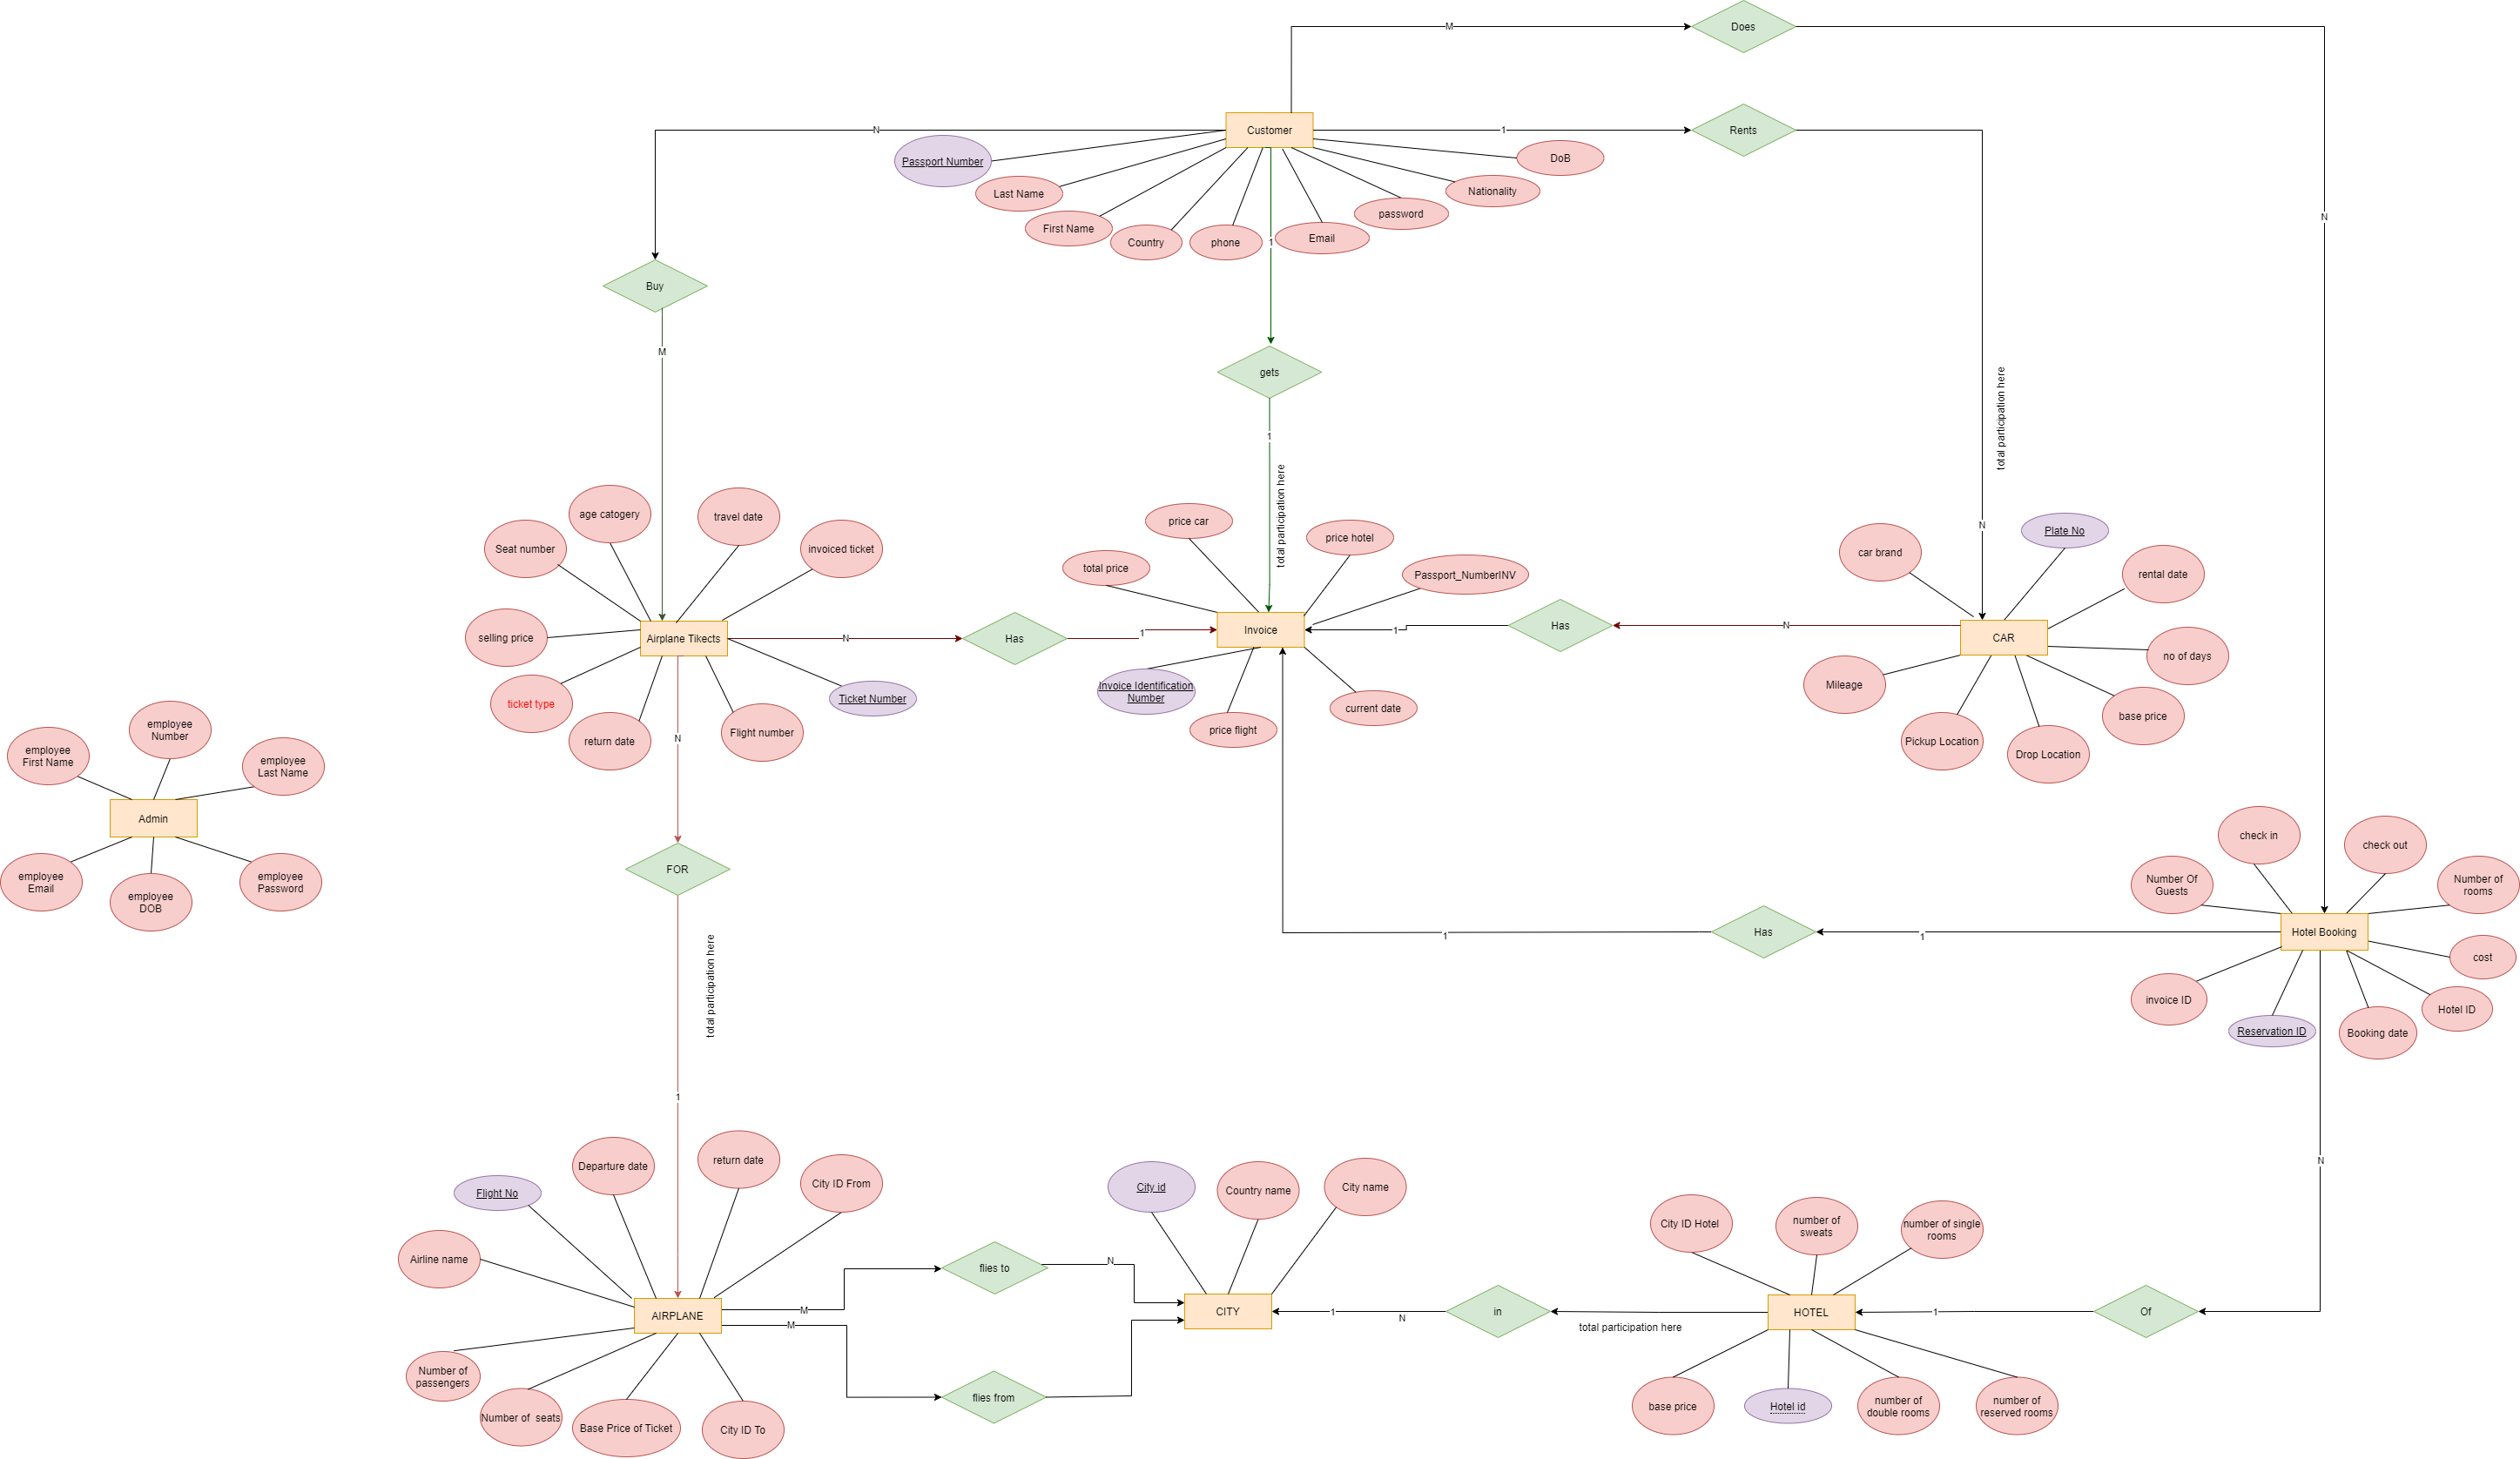 Does
M
Customer
N
1
Rents
Passport Number
DoB
Last Name
Nationality
password
First Name
Country
phone
1
Email
N
Buy
M
gets
1
total participation here
total participation here
N
age catogery
travel date
Seat number
invoiced ticket
price car
price hotel
total price
Passport_NumberINV
car brand
Plate No
rental date
selling price
Airplane Tikects
N
Has
1
Invoice
1
Has
N
CAR
no of days
ticket type
Ticket Number
Invoice Identification
Number
Mileage
current date
base price
return date
N
Flight number
price flight
Pickup Location
Drop Location
employee
First Name
employee
Number
employee
Last Name
Admin
employee
Email
employee
DOB
employee
Password
FOR
total participation here
1
check in
check out
Number Of
Guests
Number of
rooms
1
Has
1
Hotel Booking
cost
invoice ID
Hotel ID
Reservation ID
Booking date
N
Departure date
return date
Flight No
City ID From
Airline name
City id
Country name
City name
City ID Hotel
number of
sweats
number of single
rooms
flies to
N
M
AIRPLANE
M
CITY
1
N
in
total participation here
HOTEL
1
Of
Number of
passengers
flies from
Number of  seats
Base Price of Ticket
City ID To
base price
Hotel id
number of
double rooms
number of
reserved rooms